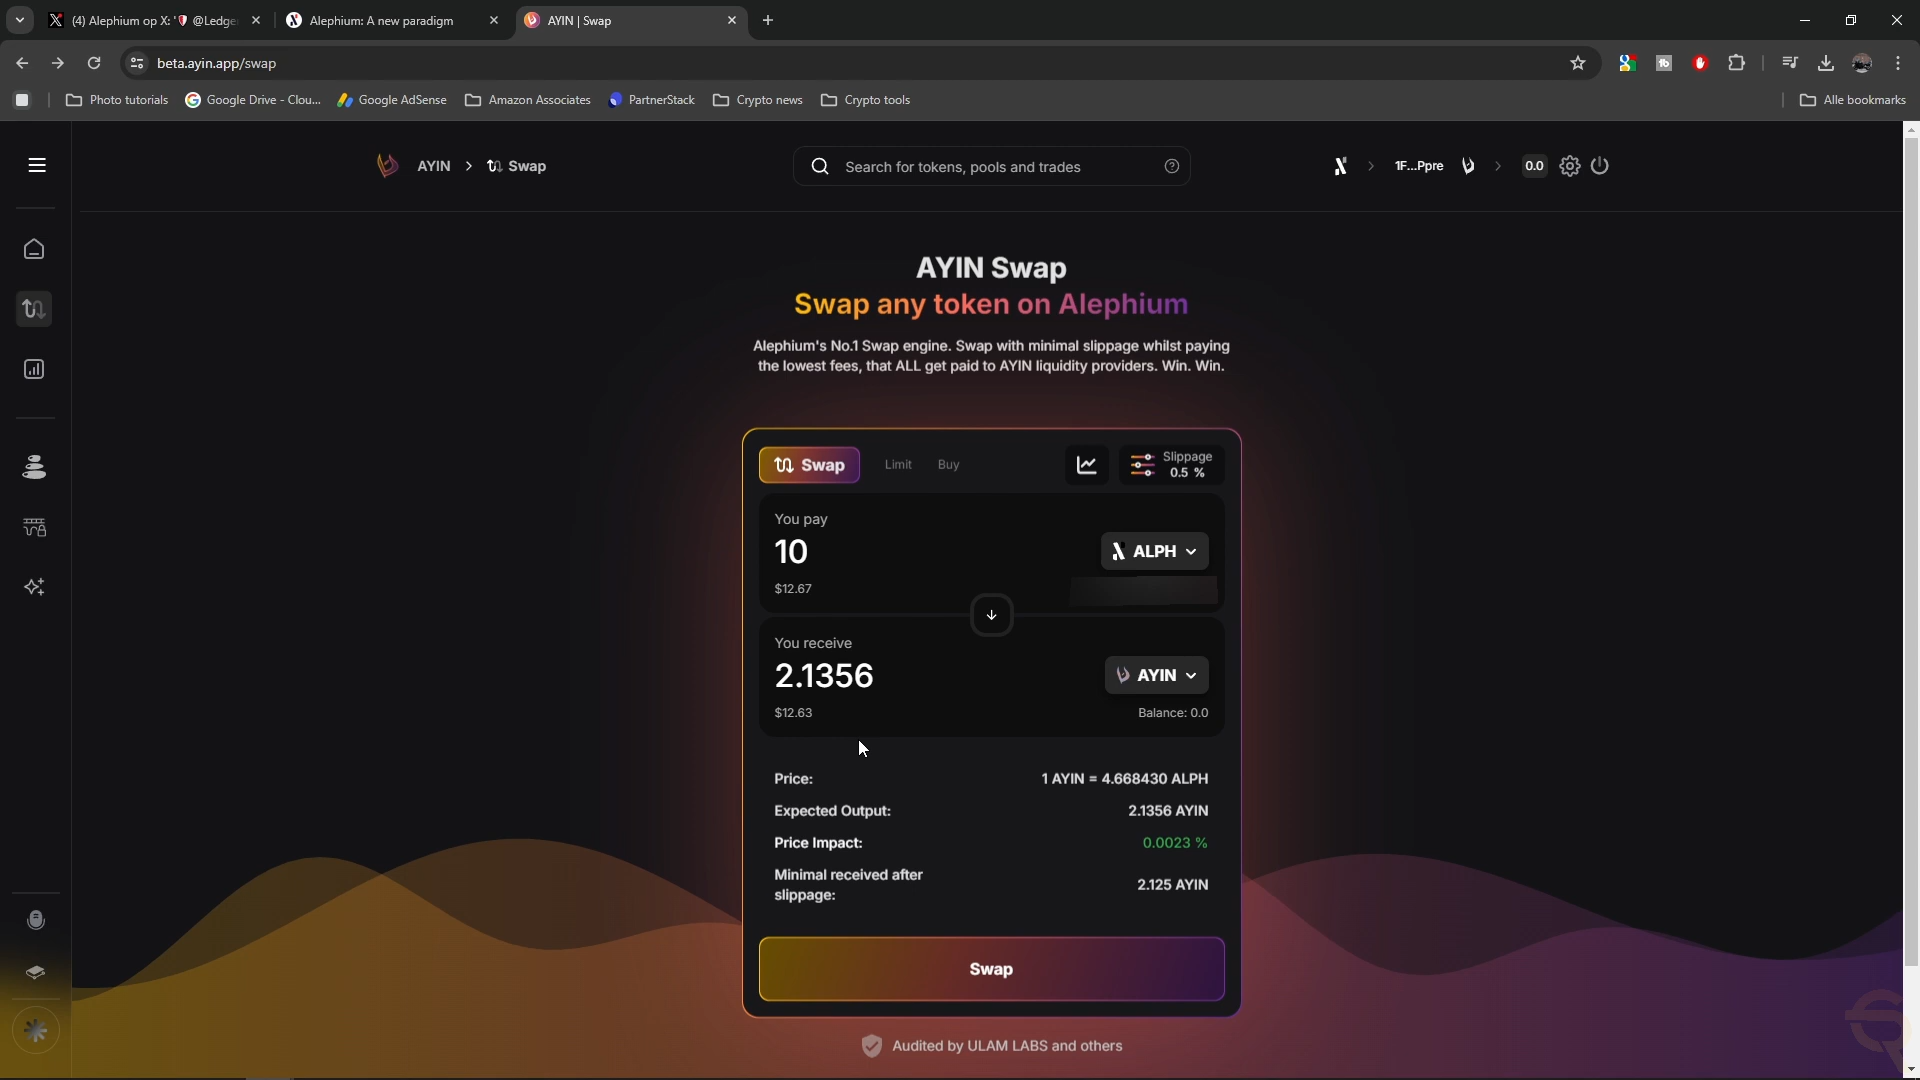 (4) Alephium op X: "🛡 @Ledge
Alephium: A new paradigm
AYIN | Swap
beta.ayin.app/swap
Photo tutorials
Google Drive - Clou...
Google AdSense
Amazon Associates
PartnerStack
Crypto news
Crypto tools
Alle bookmarks
AYIN > Swap
Search for tokens, pools and trades
1F...Ppre
0.0
AYIN Swap
Swap any token on Alephium
Alephium's No.1 Swap engine. Swap with minimal slippage whilst paying
the lowest fees, that ALL get paid to AYIN liquidity providers. Win. Win.
Swap
Limit
Buy
Slippage
0.5 %
You pay
10
ALPH
$12.67
You receive
2.1356
AYIN
$12.63
Balance: 0.0
Price:
1 AYIN = 4.668430 ALPH
Expected Output:
2.1356 AYIN
Price Impact:
0.0023 %
Minimal received after
slippage:
2.125 AYIN
Swap
Audited by ULAM LABS and others